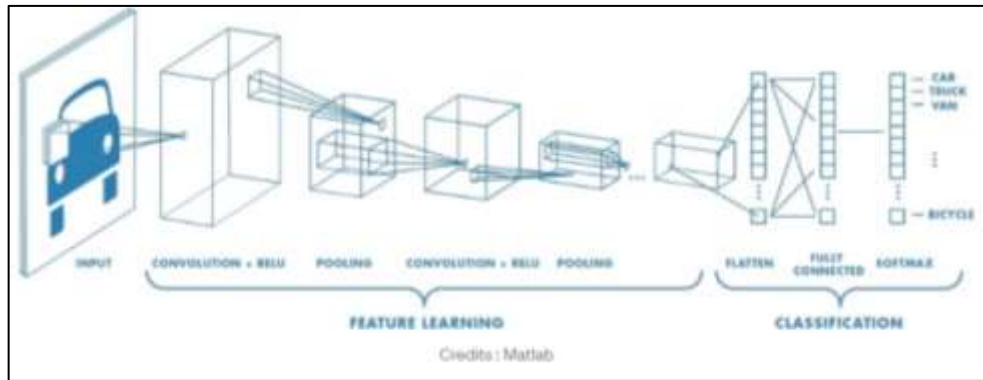 CAR
TRUCK
VAN
BICYCLE
INPUT CONVOLUTION + RELU POOLING CONVOLUTION + RELU POOLING FLATTEN FULLY CONNECTED SOFTMAX
FEATURE LEARNING CLASSIFICATION
Credits : Matlab